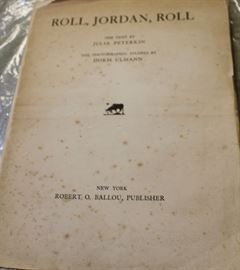 ROLL, JORDAN, ROLL
THE TEXT BY
JULIA PETERKIN
THE PHOTOGRAPHIC STUDIES BY
DORIS ULMANN
NEW YORK
ROBERT O. BALLOU, PUBLISHER